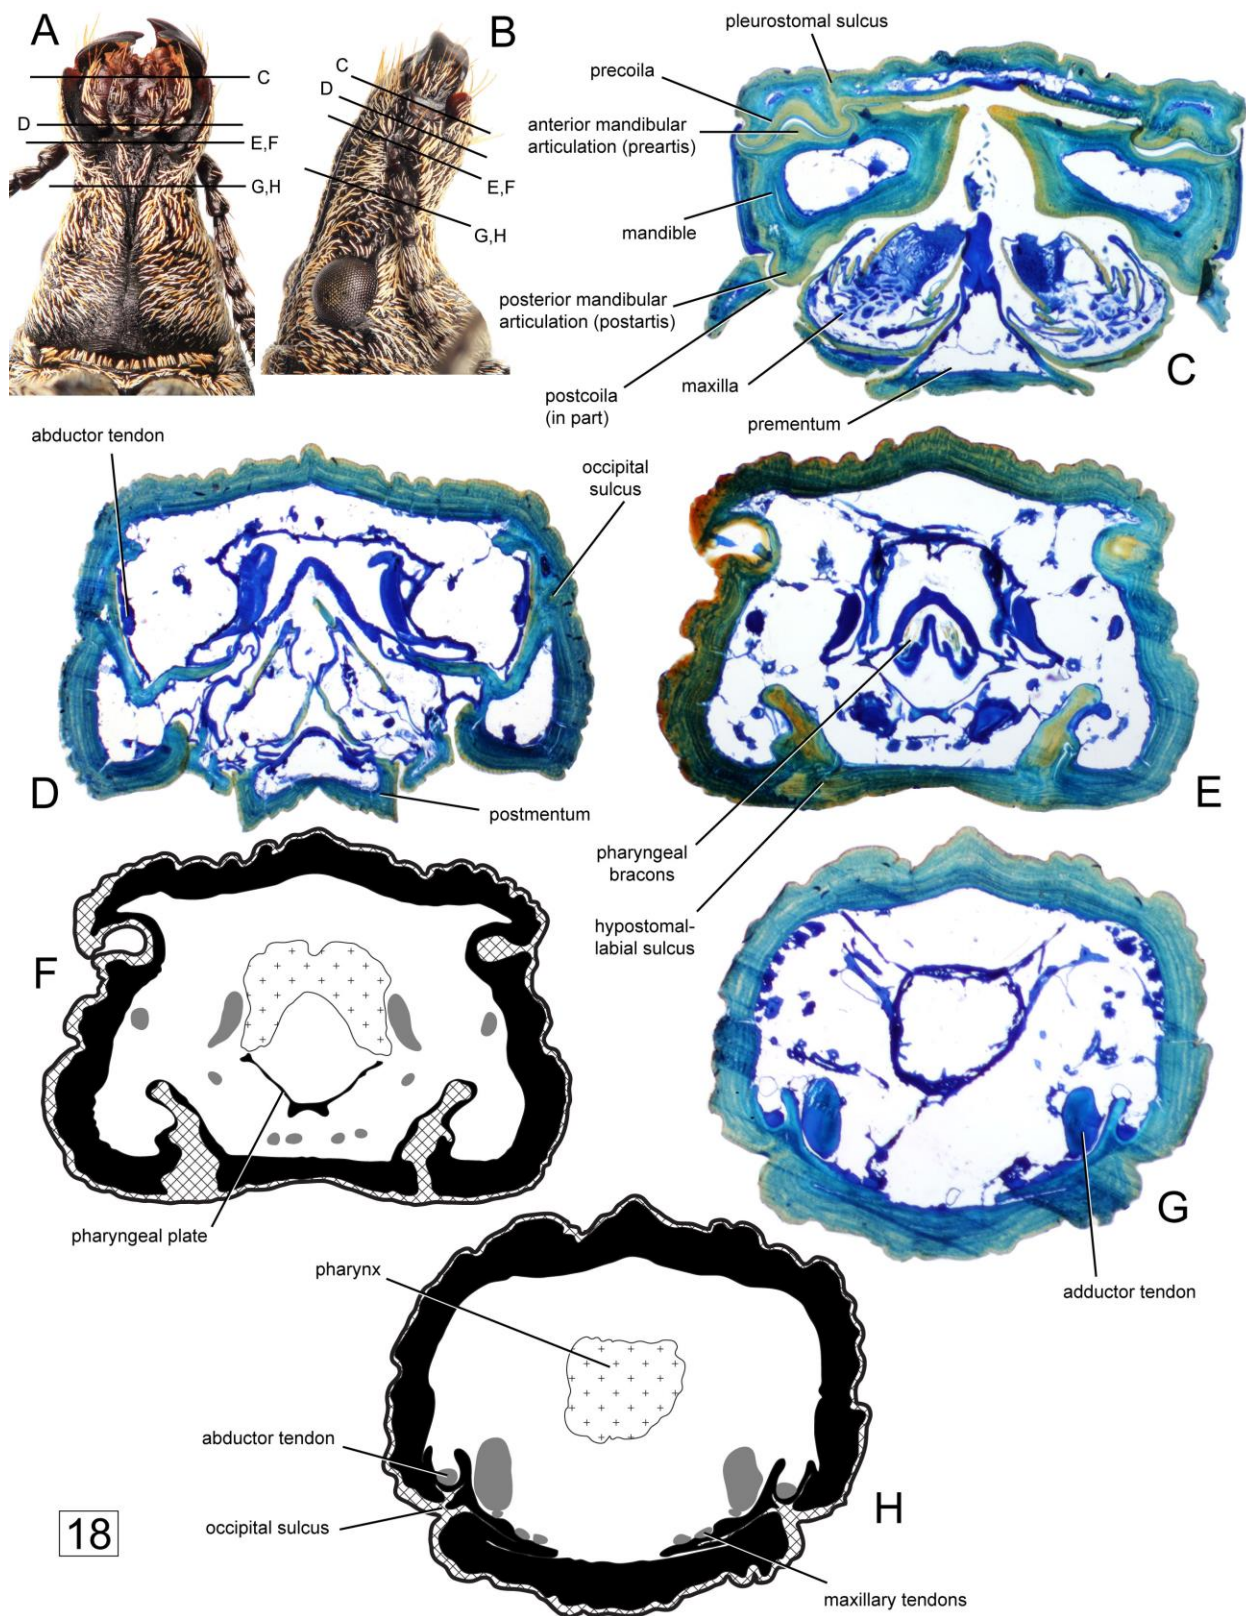 A
B
C
D
E,F
G,H
C
D
E,F
G,H
pleurostomal sulcus
precoila
anterior mandibular
articulation (preartis)
mandible
posterior mandibular
articulation (postartis)
postcoila
(in part)
maxilla
prementum
C
abductor tendon
occipital
sulcus
postmentum
D
E
pharyngeal
bracons
hypostomal-
labial sulcus
F
pharyngeal plate
G
adductor tendon
pharynx
abductor tendon
occipital sulcus
maxillary tendons
H
18